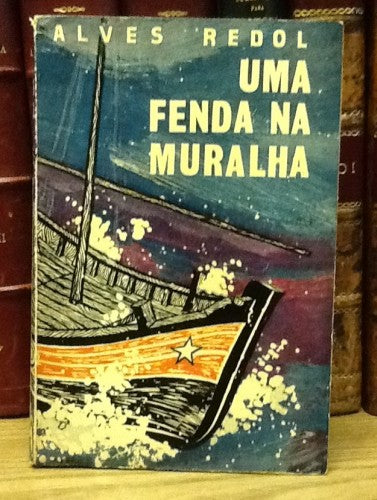 ALVES REDOL
UMA
FENDA NA
MURALHA